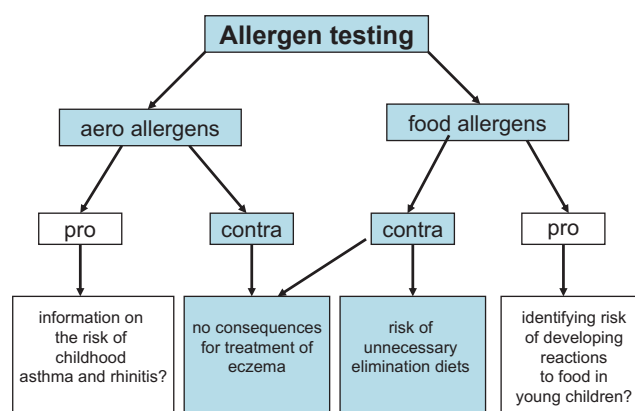 Allergen testing
aero allergens
food allergens
pro
contra
contra
pro
information on
the risk of
childhood
asthma and rhinitis?
no consequences
for treatment of
eczema
risk of
unnecessary
elimination diets
identifying risk
of developing
reactions
to food in
young children?